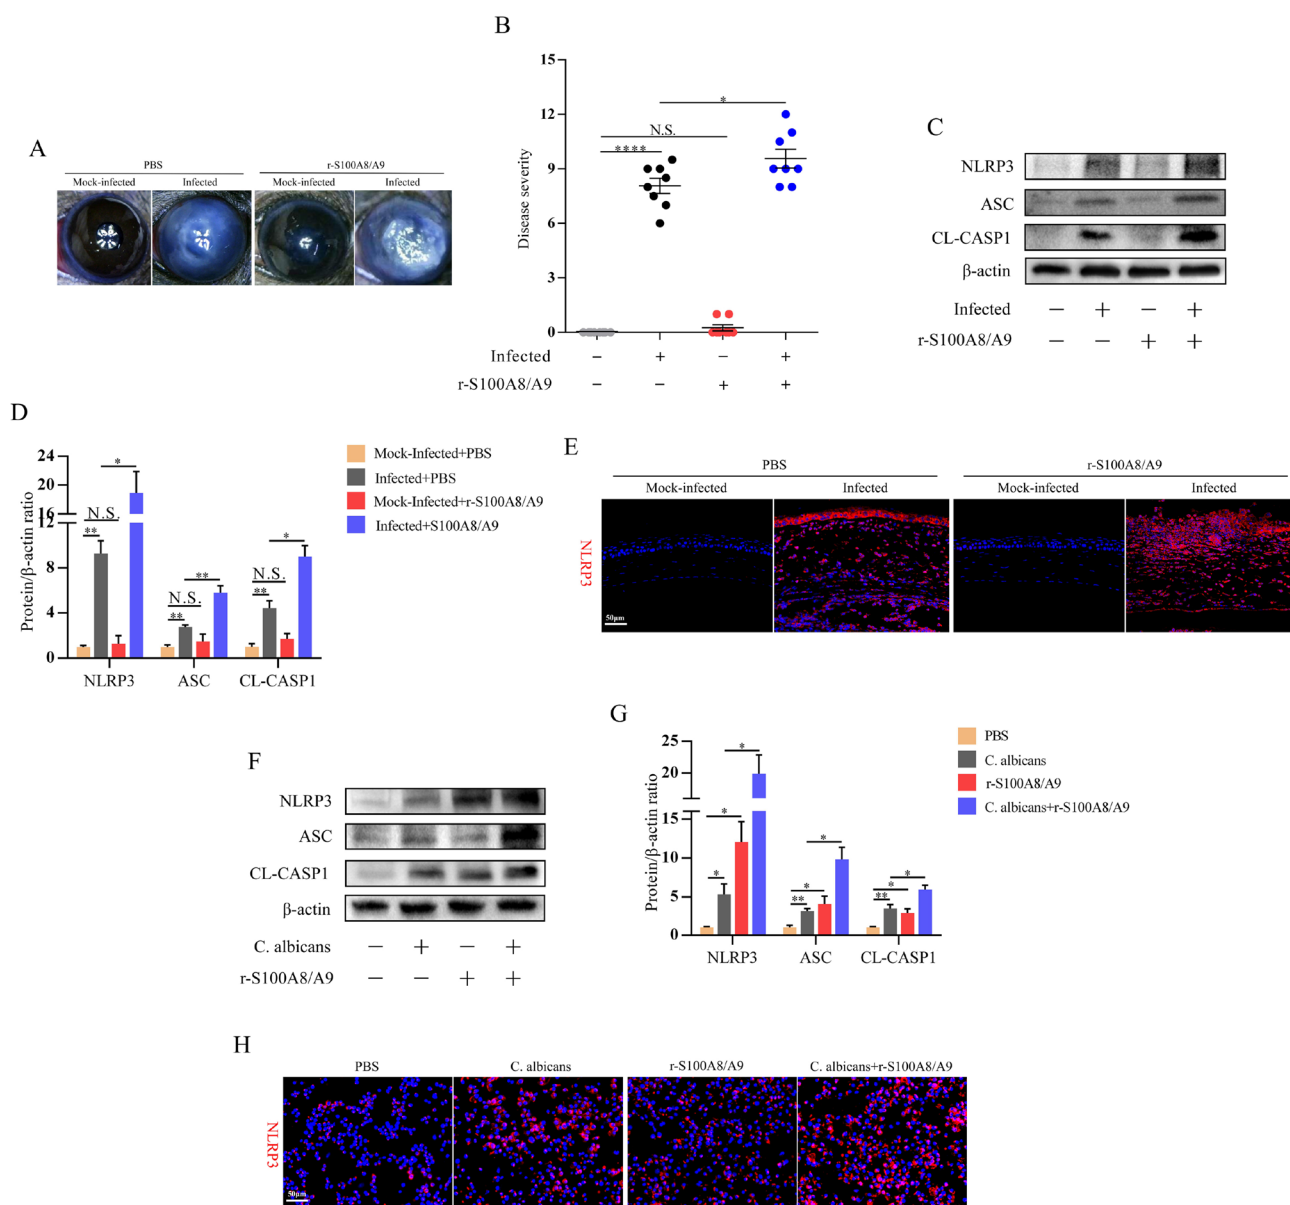 A
PBS
r-S100A8/A9
Mock-infected
Infected
Mock-infected
Infected
B
Disease severity
15
12
9
6
3
0
*
N.S.
****
Infected
– + – +
r-S100A8/A9
– – + +
C
NLRP3
ASC
CL-CASP1
β-actin
Infected
– + – +
r-S100A8/A9
– – + +
D
Protein/β-actin ratio
24
20
16
12
8
4
0
*
N.S.
**
**
N.S.
**
*
N.S.
**
NLRP3
ASC
CL-CASP1
Mock-Infected+PBS
Infected+PBS
Mock-Infected+r-S100A8/A9
Infected+S100A8/A9
E
PBS
r-S100A8/A9
Mock-infected
Infected
Mock-infected
Infected
NLRP3
50μm
F
NLRP3
ASC
CL-CASP1
β-actin
C. albicans
– + – +
r-S100A8/A9
– – + +
G
Protein/β-actin ratio
25
20
15
10
5
0
*
*
*
*
*
**
*
*
**
NLRP3
ASC
CL-CASP1
PBS
C. albicans
r-S100A8/A9
C. albicans+r-S100A8/A9
H
PBS
C. albicans
r-S100A8/A9
C. albicans+r-S100A8/A9
NLRP3
50μm